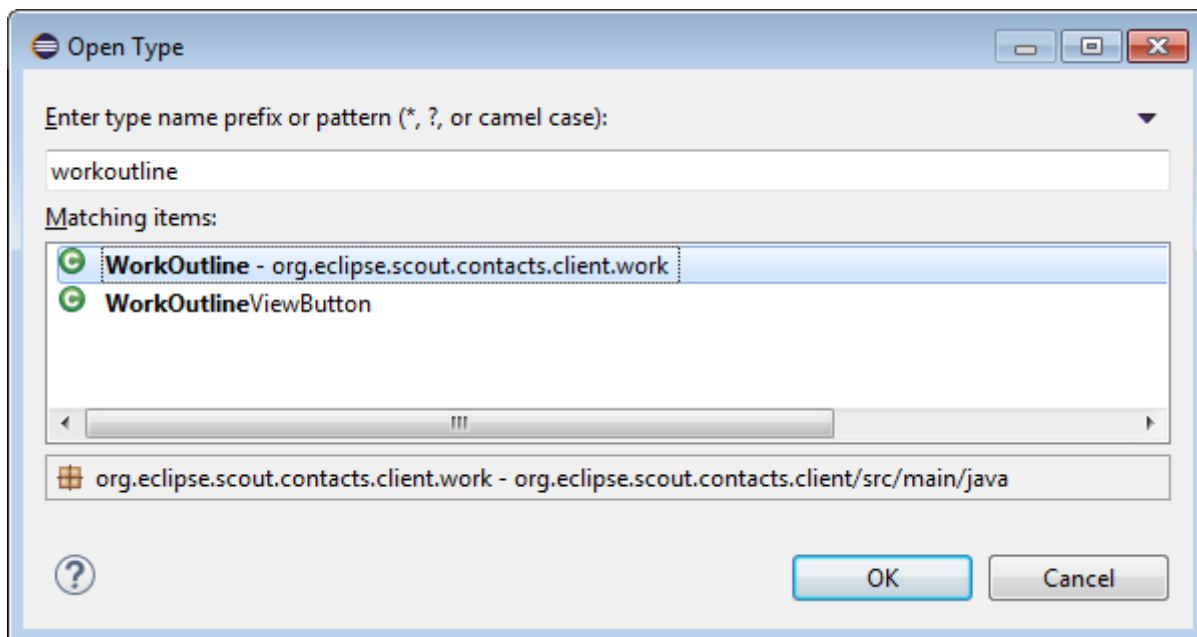 Open Type
Enter type name prefix or pattern (*, ?, or camel case):
workoutline
Matching items:
WorkOutline - org.eclipse.scout.contacts.client.work
WorkOutlineViewButton
org.eclipse.scout.contacts.client.work - org.eclipse.scout.contacts.client/src/main/java
OK
Cancel